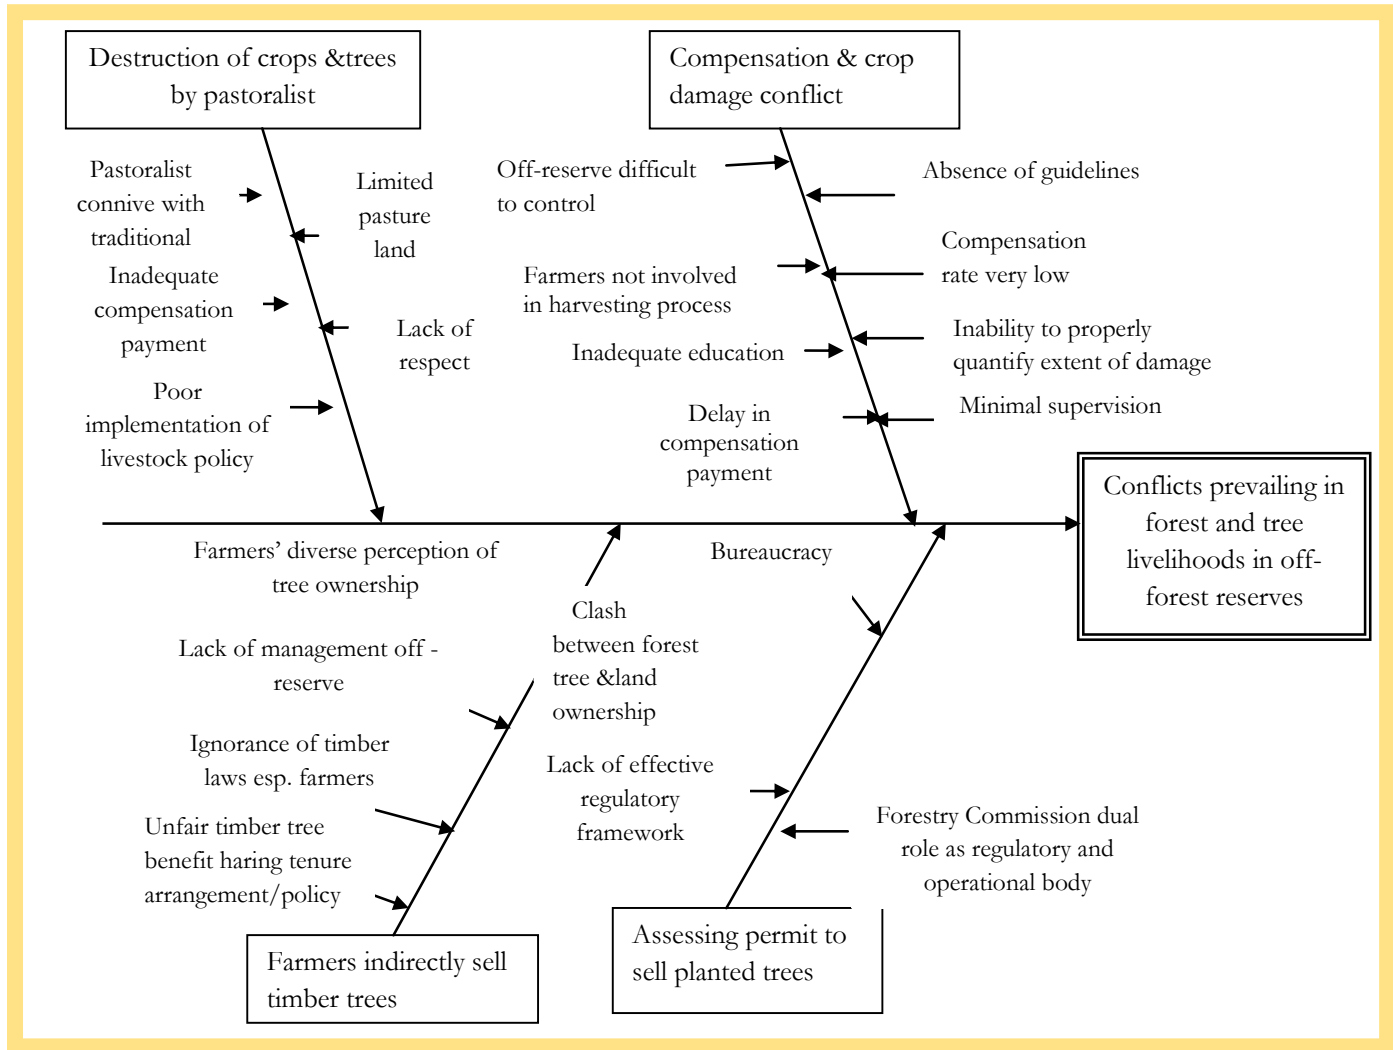 Destruction of crops &trees
by pastoralist
Compensation & crop
damage conflict
Pastoralist
connive with
traditional
Limited
pasture
land
Inadequate
compensation
payment
Lack of
respect
Poor
implementation of
livestock policy
Off-reserve difficult
to control
Absence of guidelines
Farmers not involved
in harvesting process
Compensation
rate very low
Inadequate education
Inability to properly
quantify extent of damage
Delay in
compensation
payment
Minimal supervision
Conflicts prevailing in
forest and tree
livelihoods in off-
forest reserves
Farmers’ diverse perception of
tree ownership
Bureaucracy
Clash
between forest
tree &land
ownership
Lack of management off -
reserve
Ignorance of timber
laws esp. farmers
Unfair timber tree
benefit haring tenure
arrangement/policy
Lack of effective
regulatory
framework
Forestry Commission dual
role as regulatory and
operational body
Farmers indirectly sell
timber trees
Assessing permit to
sell planted trees